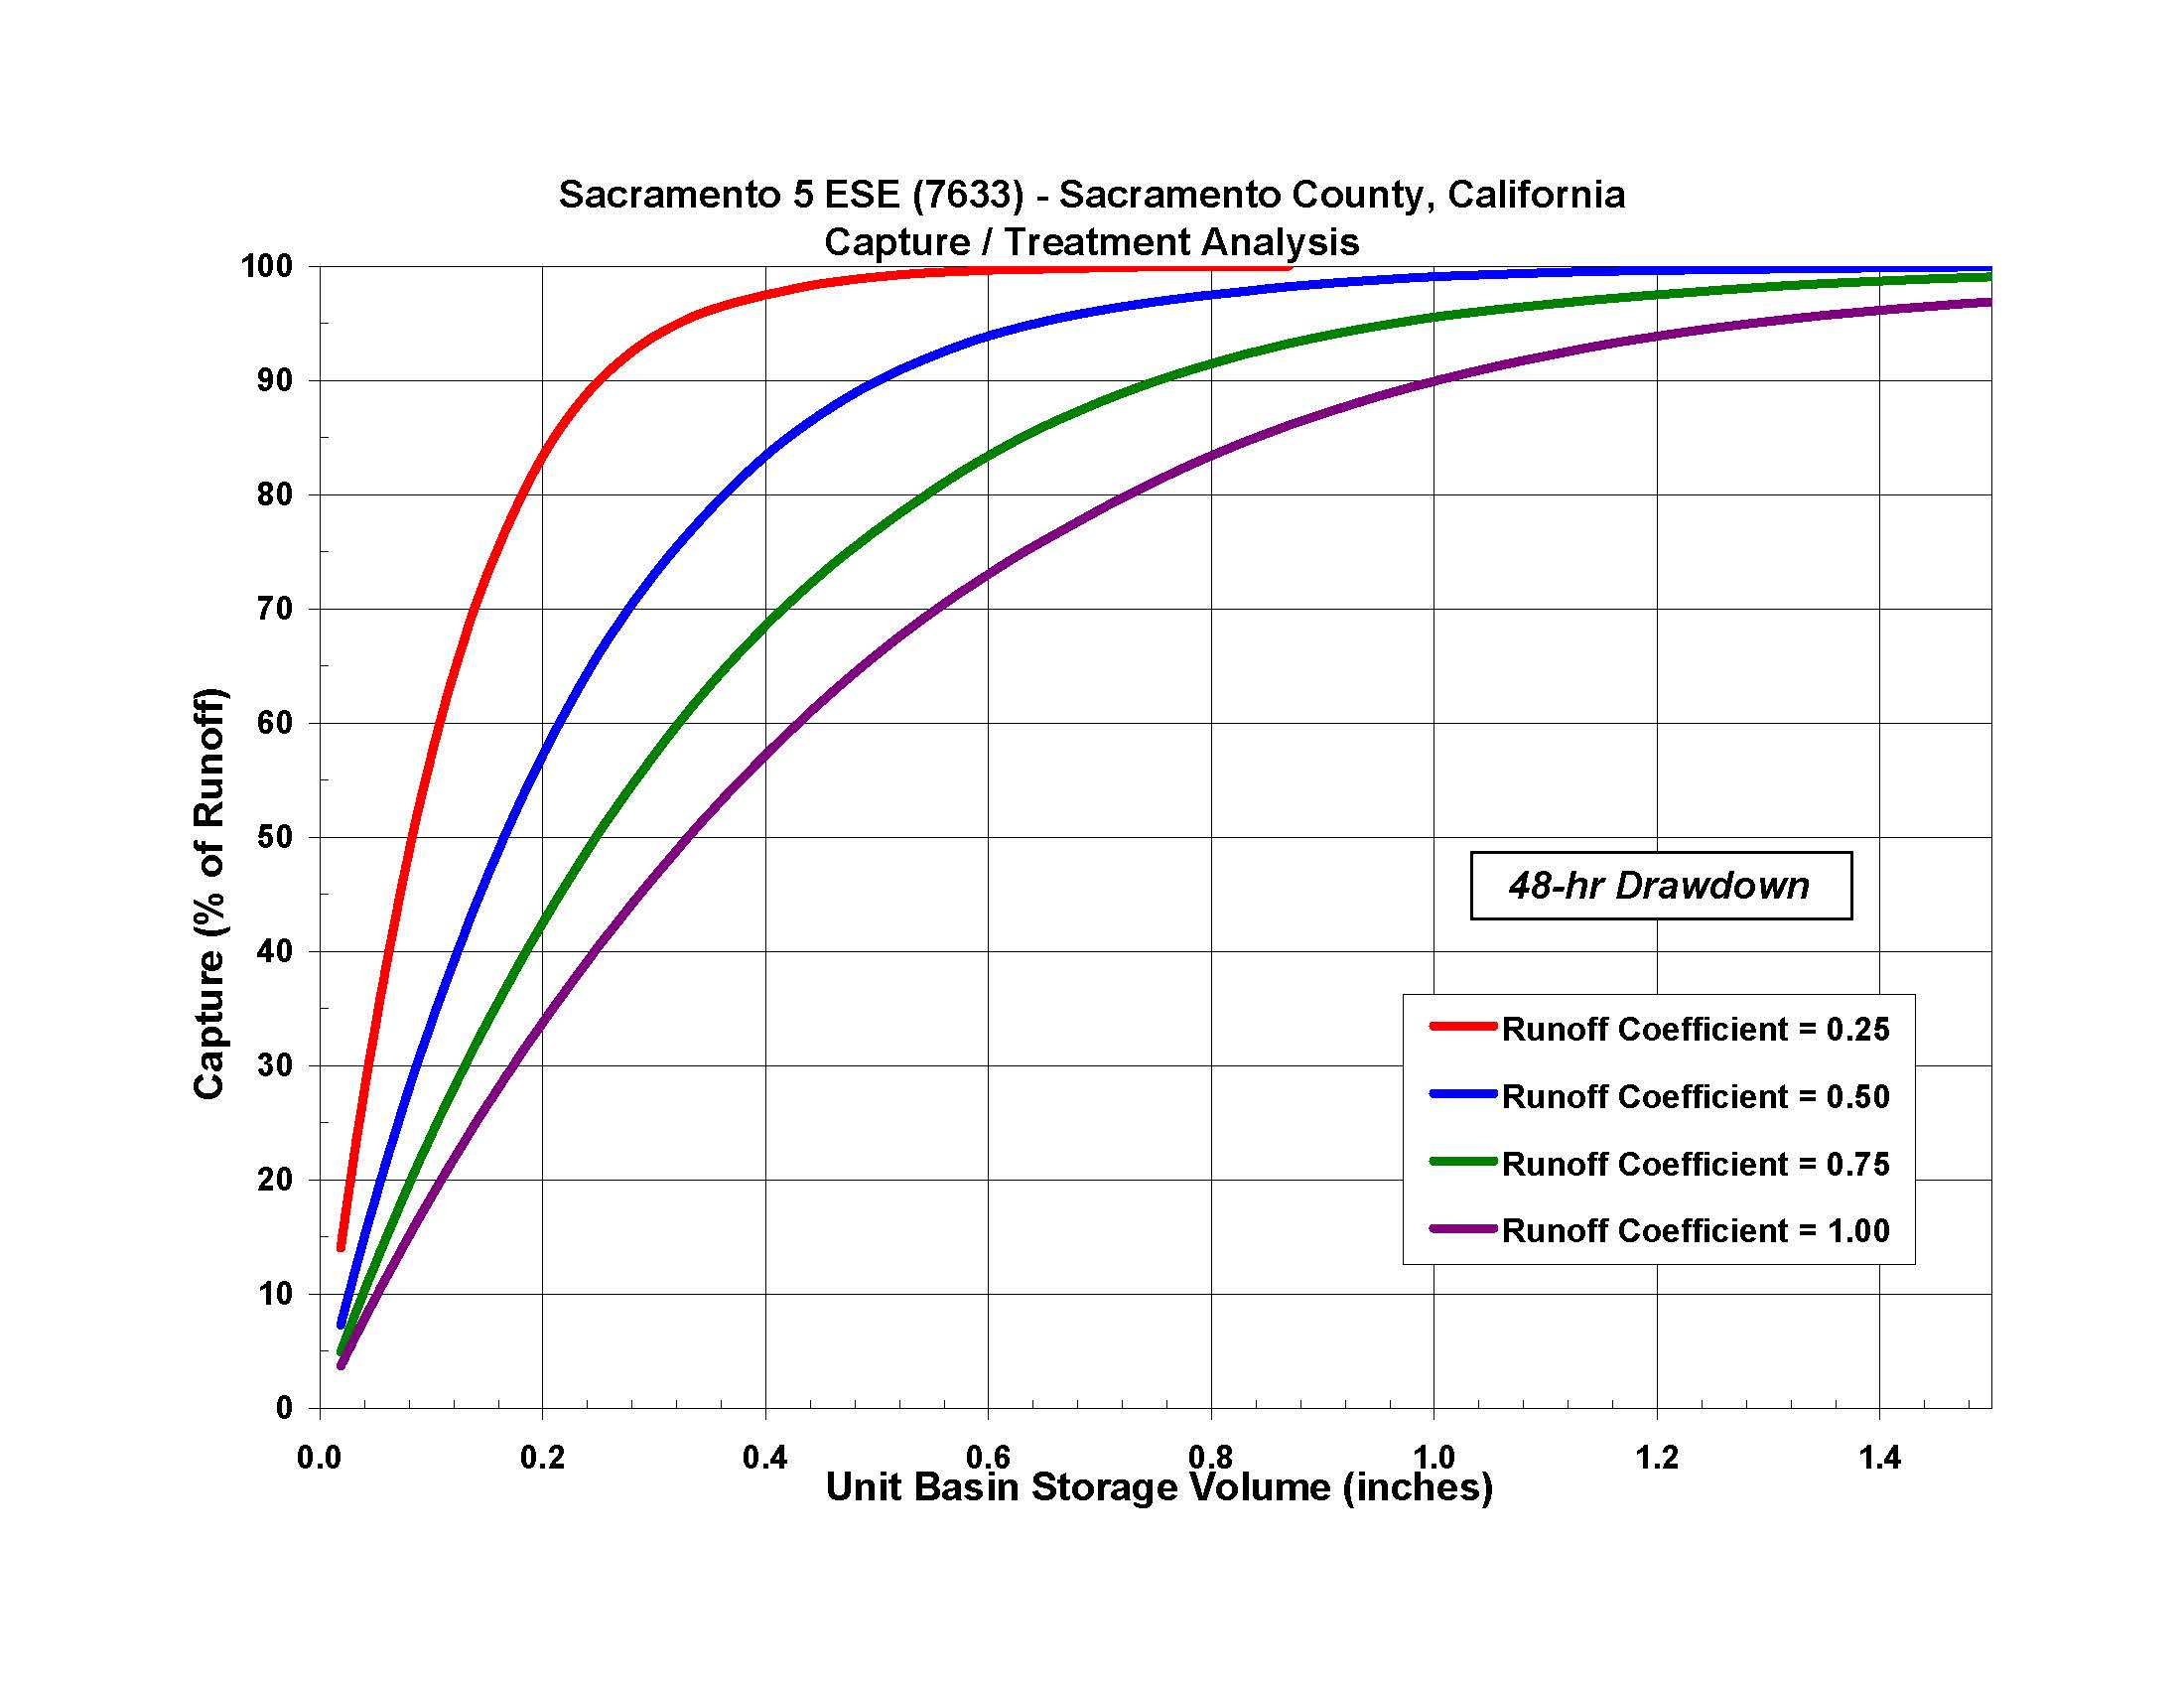 Sacramento 5 ESE (7633) - Sacramento County, California
Capture / Treatment Analysis
100
90
80
70
60
50
40
30
20
10
0
Capture (% of Runoff)
48-hr Drawdown
Runoff Coefficient = 0.25
Runoff Coefficient = 0.50
Runoff Coefficient = 0.75
Runoff Coefficient = 1.00
0.0 0.2 0.4 0.6 0.8 1.0 1.2 1.4
Unit Basin Storage Volume (inches)